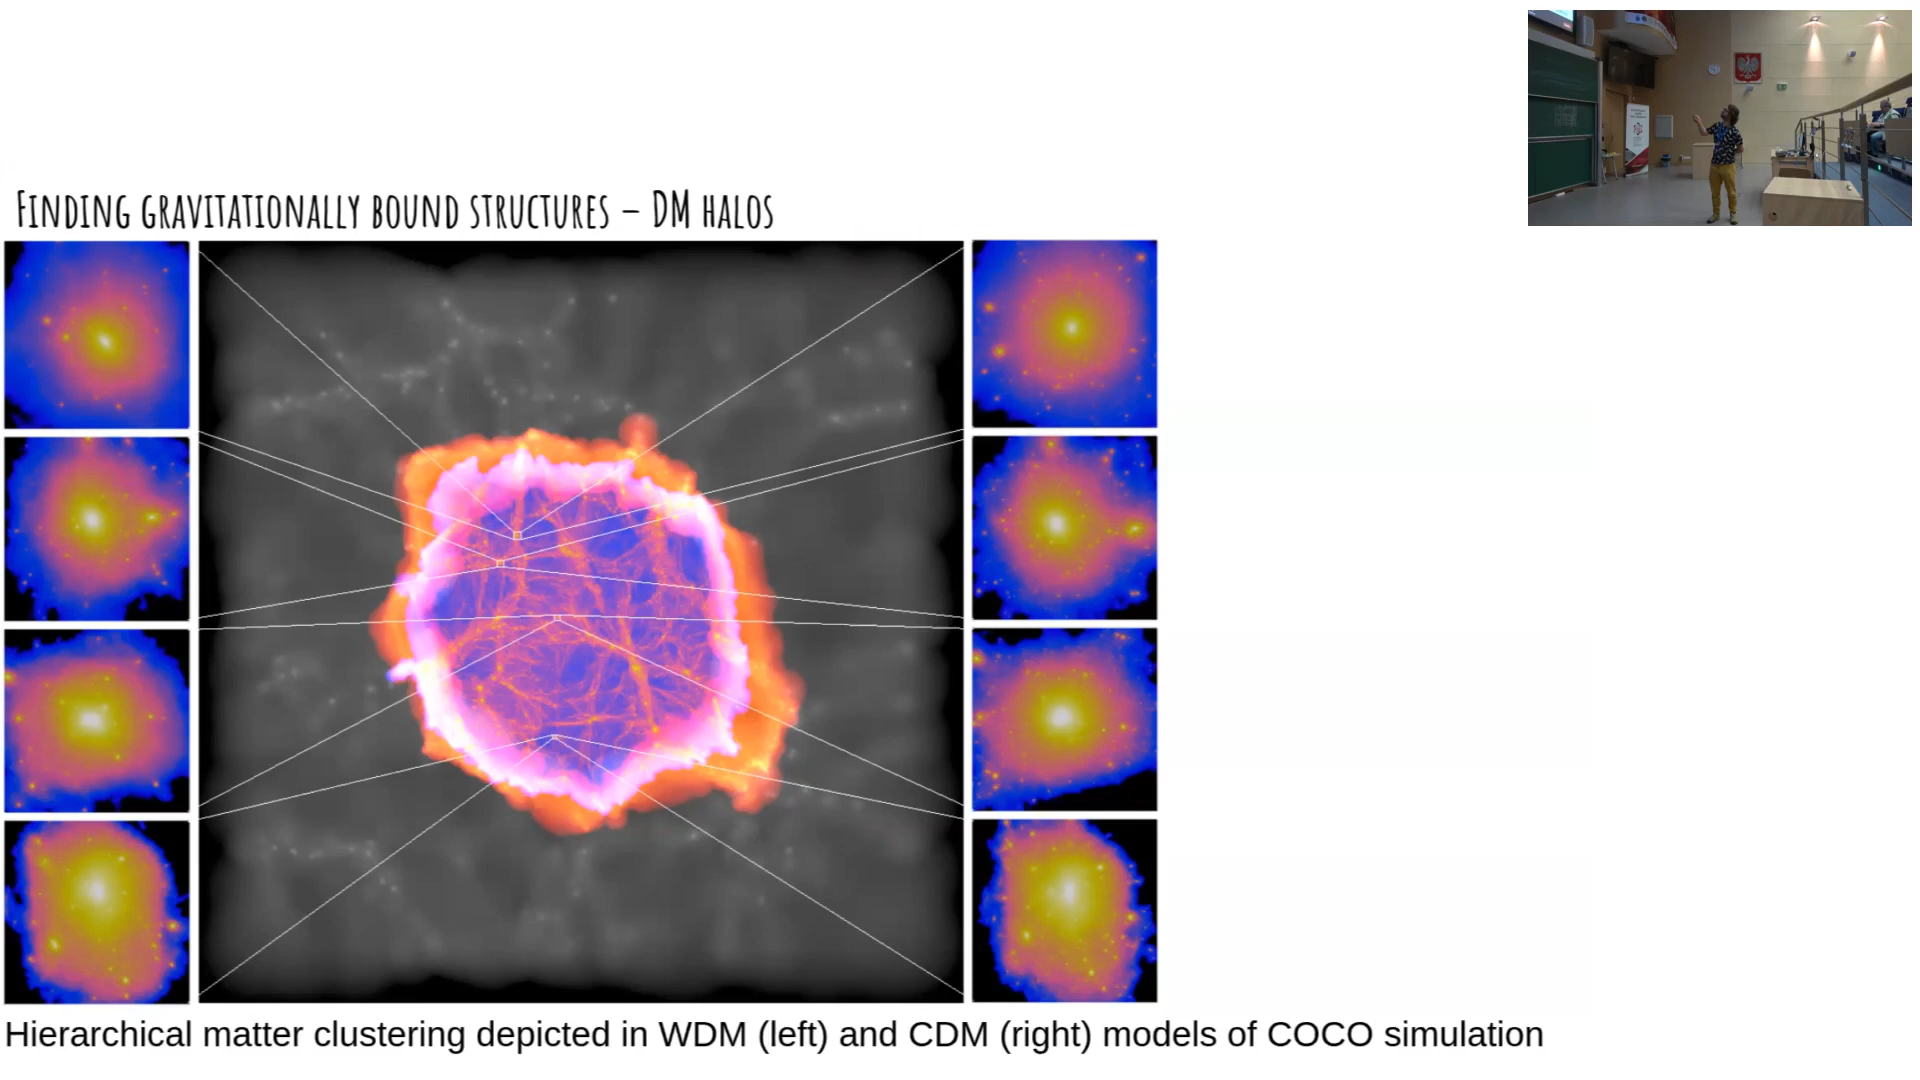 FINDING GRAVITATIONALLY BOUND STRUCTURES – DM HALOS
Hierarchical matter clustering depicted in WDM (left) and CDM (right) models of COCO simulation